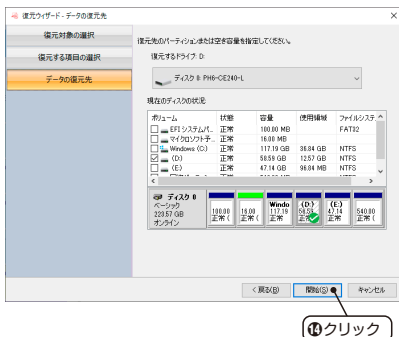 復元ウィザード - データの復元先
復元対象の選択
復元する項目の選択
データの復元先
復元先のパーティションまたは空き容量を指定してください。
復元するドライブ: D:
ディスク 0 PH6-CE240-L
現在のディスクの状況:
ボリューム 状態 容量 使用領域 ファイルシステ..
EFI システムパ.. 正常 100.00 MB FAT32
マイクロソフト予.. 正常 16.00 MB
Windows (C:) 正常 117.19 GB 36.84 GB NTFS
(D:) 正常 58.59 GB 12.57 GB NTFS
(E:) 正常 47.14 GB 96.84 MB NTFS
ディスク 0
ベーシック
223.57 GB
オンライン
100.00
正常 (
16.00
正常 (
Windo
117.19
正常 (
(D:)
58.59
正常
(E:)
47.14
正常 (
540.00
正常 (
< 戻る(B)
開始(S)
キャンセル
⓮クリック